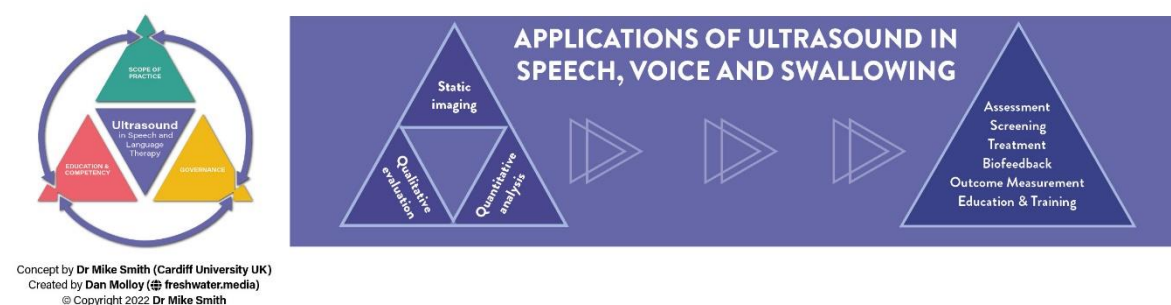 SCOPE OF
PRACTICE
Ultrasound
in Speech and
Language
Therapy
EDUCATION &
COMPETENCY
GOVERNANCE
Concept by Dr Mike Smith (Cardiff University UK)
Created by Dan Molloy (freshwater.media)
© Copyright 2022 Dr Mike Smith
APPLICATIONS OF ULTRASOUND IN
SPEECH, VOICE AND SWALLOWING
Static
imaging
Qualitative
evaluation
Quantitative
analysis
Assessment
Screening
Treatment
Biofeedback
Outcome Measurement
Education & Training